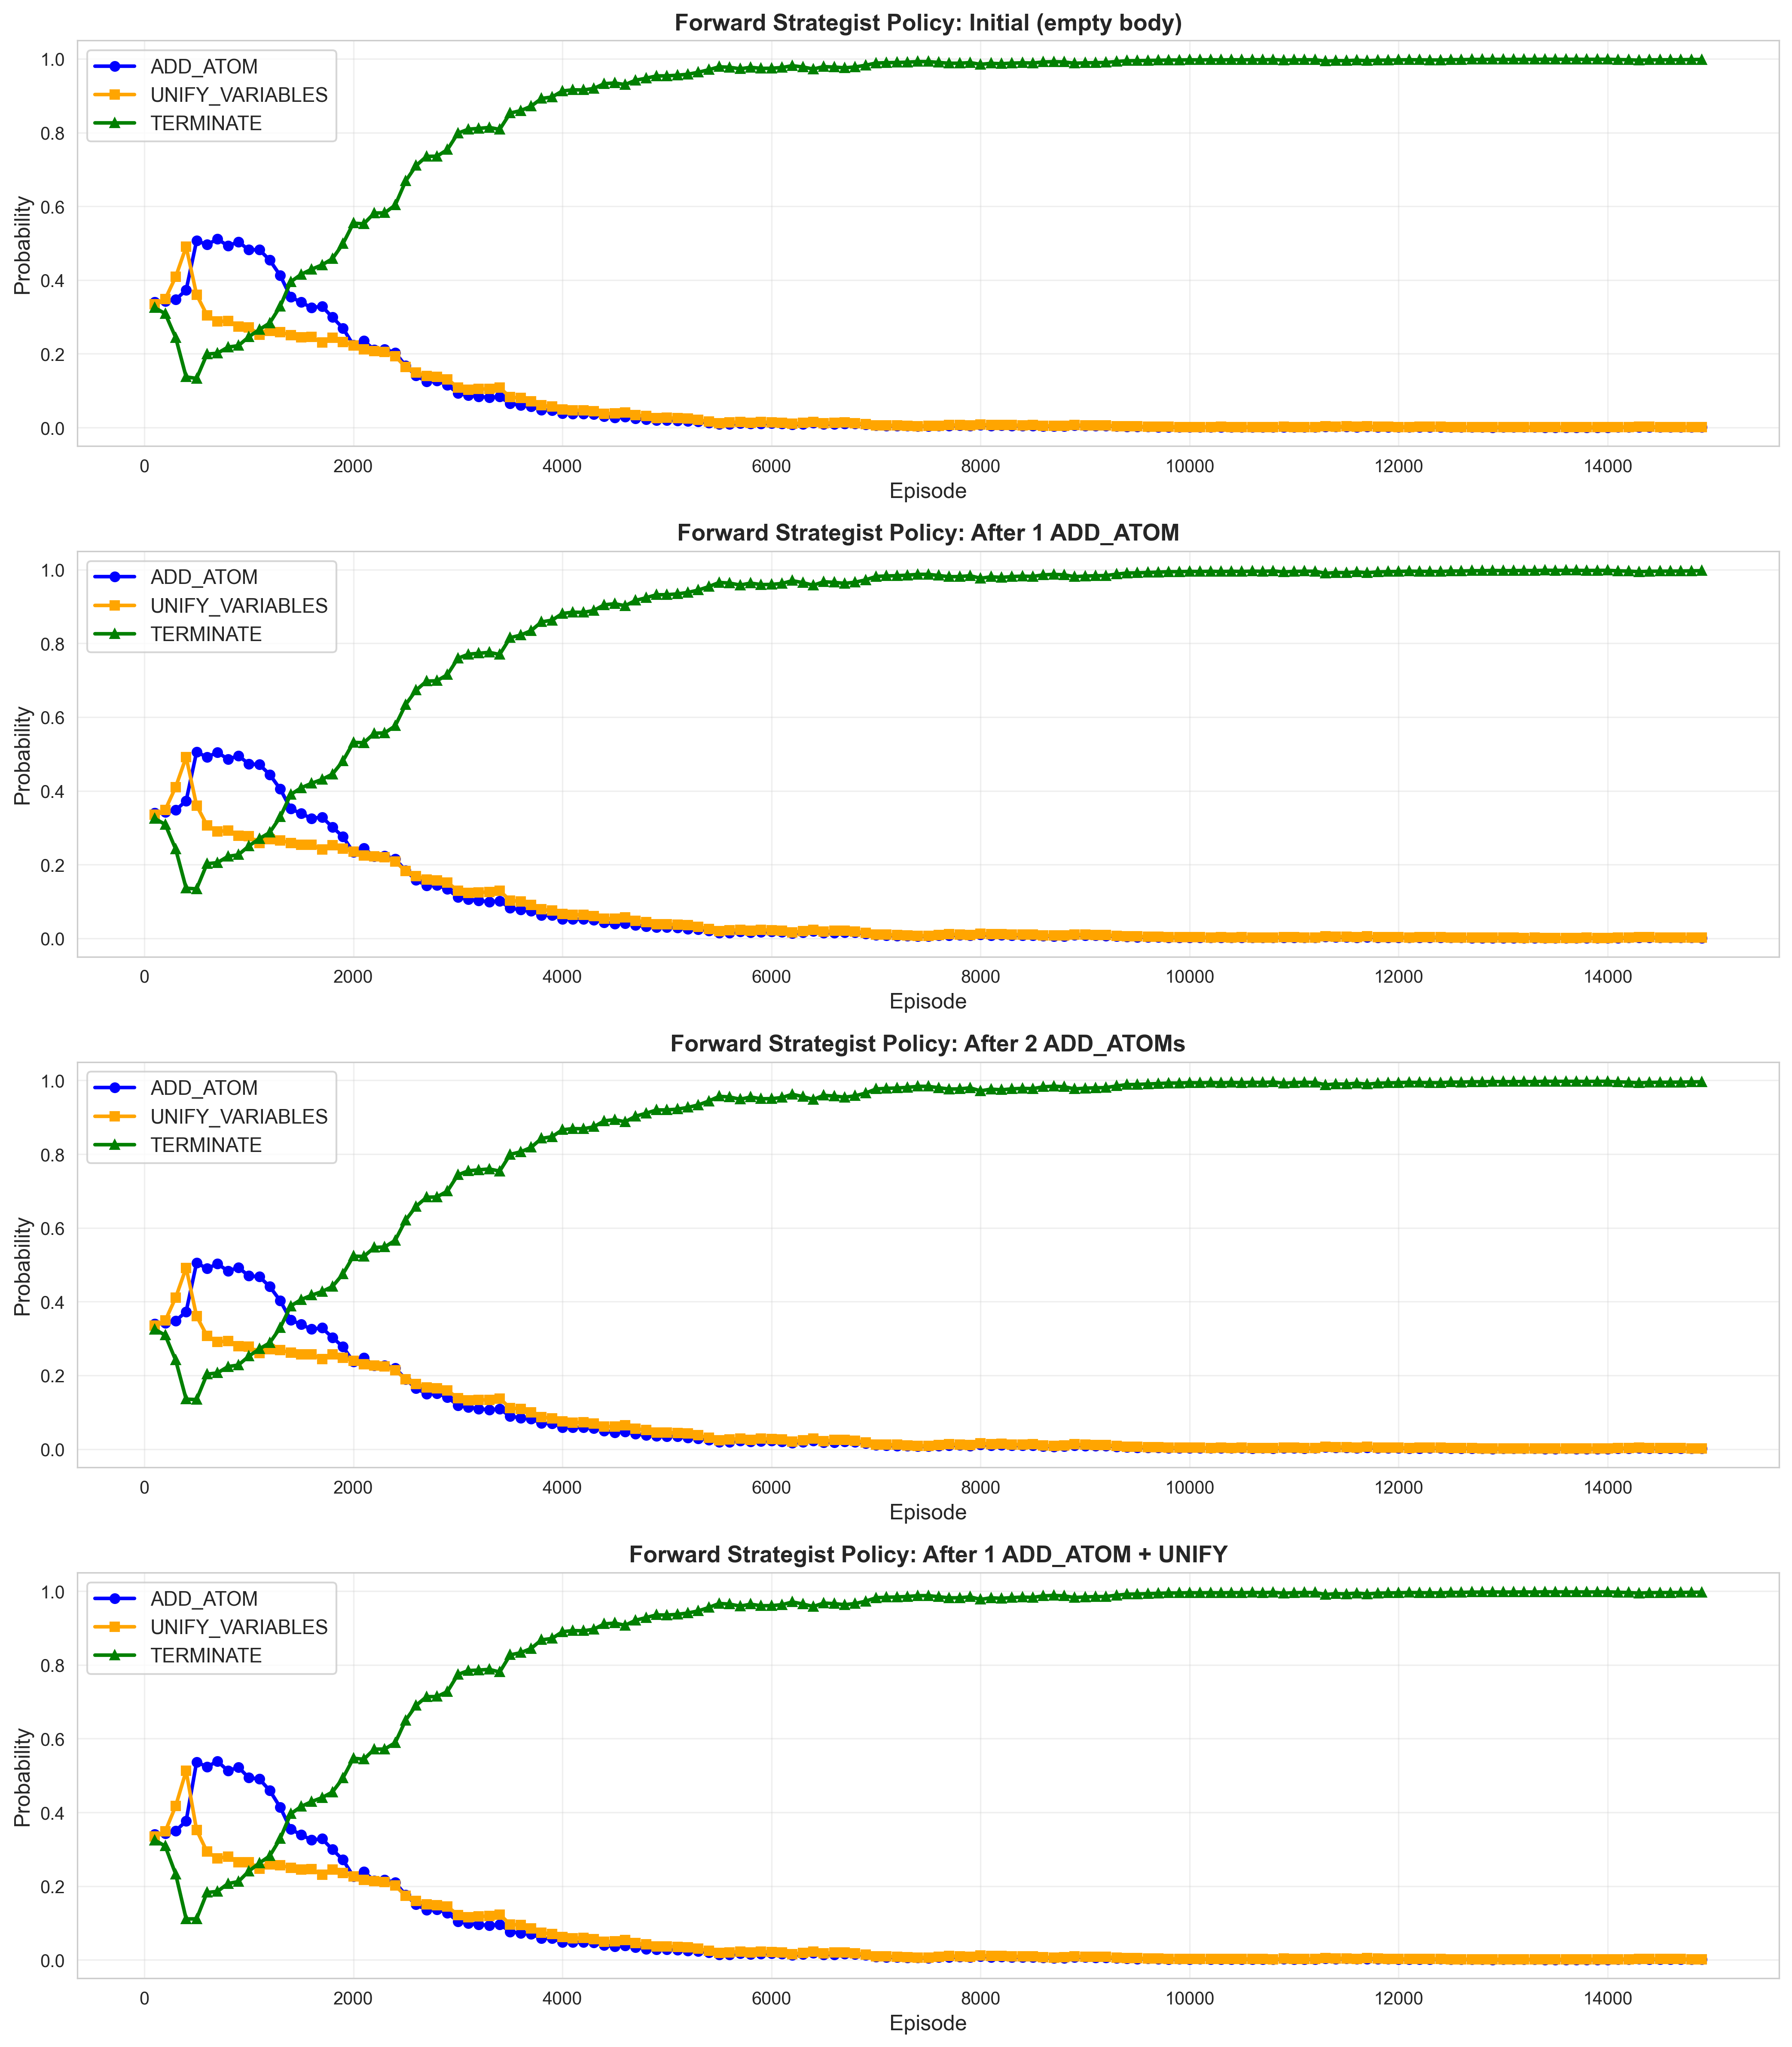 Forward Strategist Policy: Initial (empty body)
ADD_ATOM
UNIFY_VARIABLES
TERMINATE
Probability
1.0
0.8
0.6
0.4
0.2
0.0
0 2000 4000 6000 8000 10000 12000 14000
Episode
Forward Strategist Policy: After 1 ADD_ATOM
ADD_ATOM
UNIFY_VARIABLES
TERMINATE
Probability
1.0
0.8
0.6
0.4
0.2
0.0
0 2000 4000 6000 8000 10000 12000 14000
Episode
Forward Strategist Policy: After 2 ADD_ATOMs
ADD_ATOM
UNIFY_VARIABLES
TERMINATE
Probability
1.0
0.8
0.6
0.4
0.2
0.0
0 2000 4000 6000 8000 10000 12000 14000
Episode
Forward Strategist Policy: After 1 ADD_ATOM + UNIFY
ADD_ATOM
UNIFY_VARIABLES
TERMINATE
Probability
1.0
0.8
0.6
0.4
0.2
0.0
0 2000 4000 6000 8000 10000 12000 14000
Episode